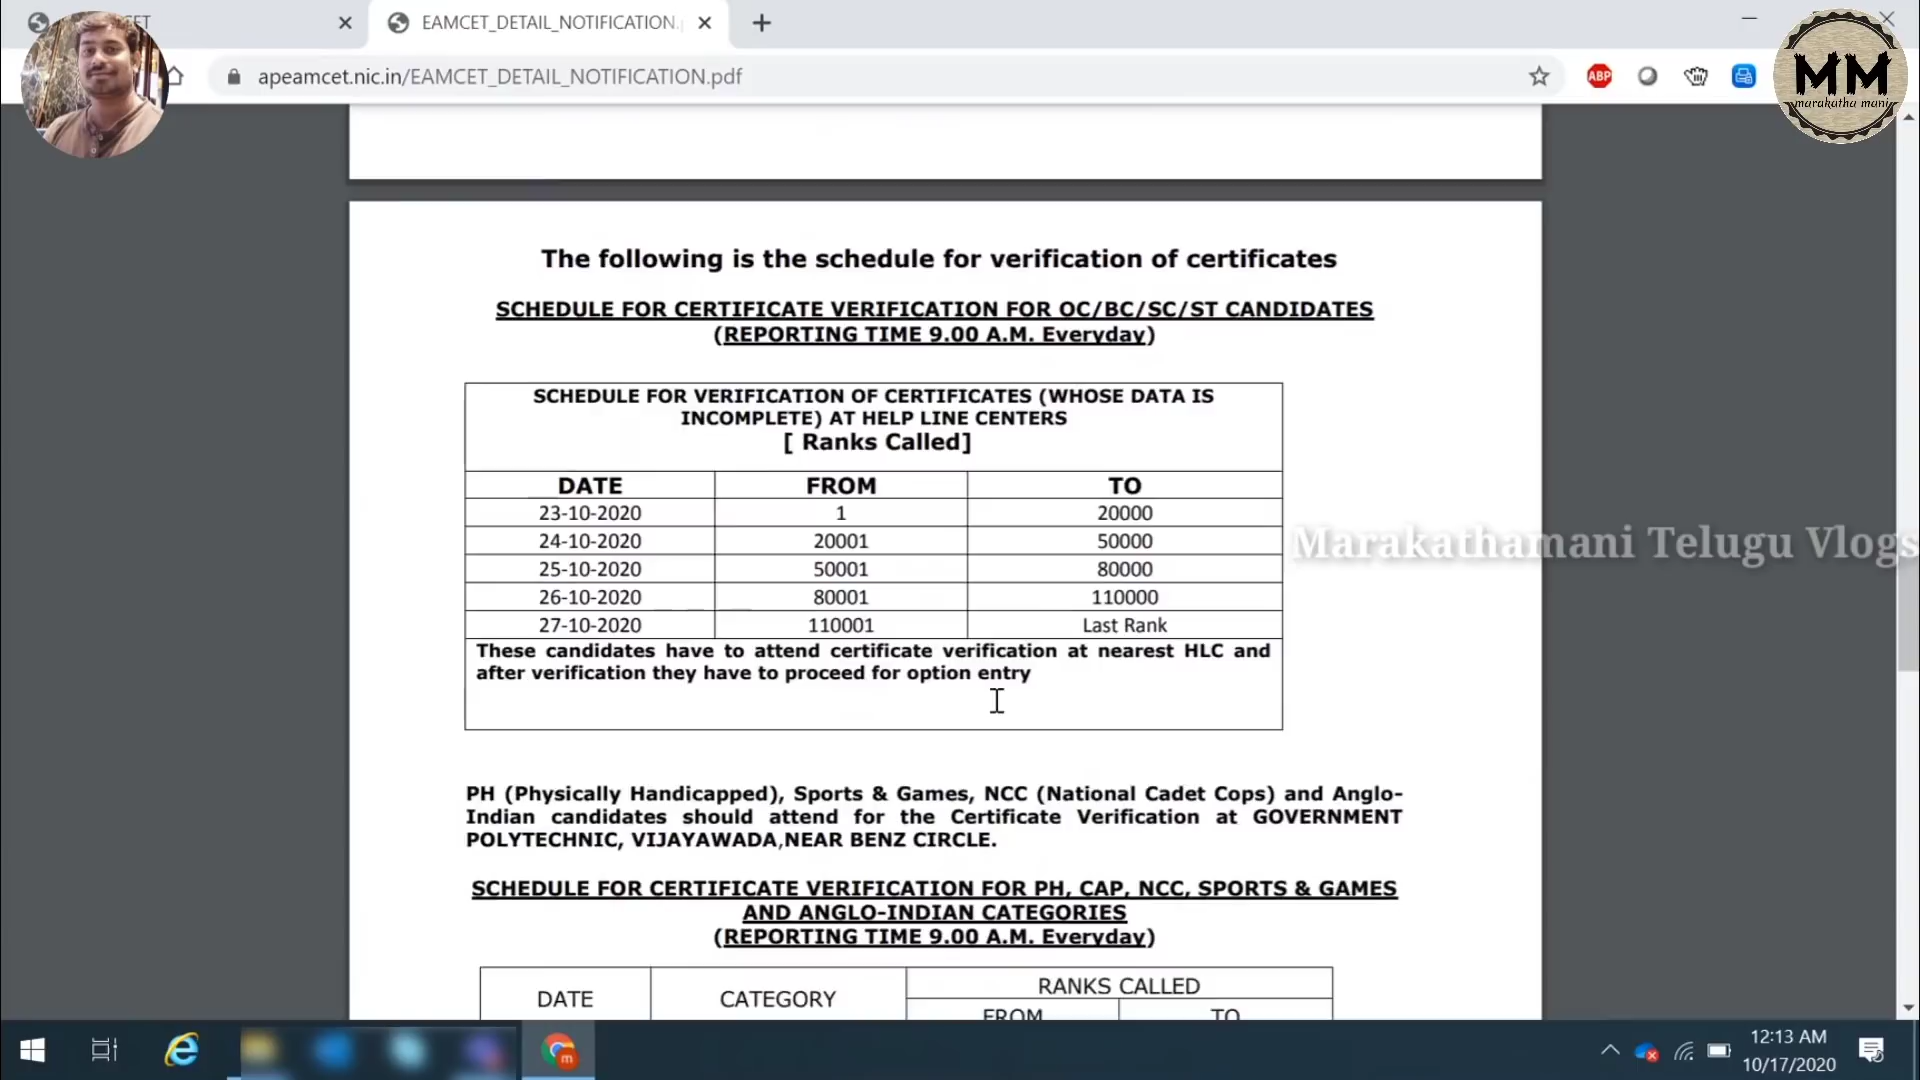 EAMCET_DETAIL_NOTIFICATION.
apeamcet.nic.in/EAMCET_DETAIL_NOTIFICATION.pdf
ABP
MM
marakatha mani
The following is the schedule for verification of certificates
SCHEDULE FOR CERTIFICATE VERIFICATION FOR OC/BC/SC/ST CANDIDATES
(REPORTING TIME 9.00 A.M. Everyday)
SCHEDULE FOR VERIFICATION OF CERTIFICATES (WHOSE DATA IS
INCOMPLETE) AT HELP LINE CENTERS
[ Ranks Called]
DATE FROM TO
23-10-2020 1 20000
24-10-2020 20001 50000
25-10-2020 50001 80000
26-10-2020 80001 110000
27-10-2020 110001 Last Rank
Marakathamani Telugu Vlogs
These candidates have to attend certificate verification at nearest HLC and
after verification they have to proceed for option entry
PH (Physically Handicapped), Sports & Games, NCC (National Cadet Cops) and Anglo-
Indian candidates should attend for the Certificate Verification at GOVERNMENT
POLYTECHNIC, VIJAYAWADA,NEAR BENZ CIRCLE.
SCHEDULE FOR CERTIFICATE VERIFICATION FOR PH, CAP, NCC, SPORTS & GAMES
AND ANGLO-INDIAN CATEGORIES
(REPORTING TIME 9.00 A.M. Everyday)
DATE CATEGORY RANKS CALLED
FROM TO
m
12:13 AM
10/17/2020